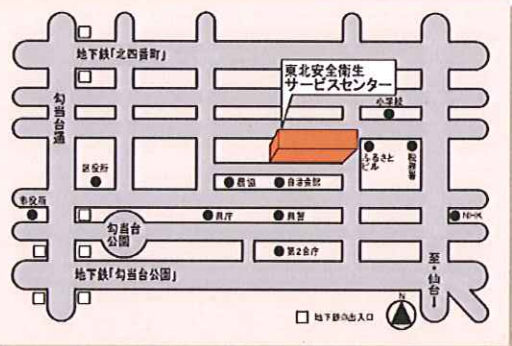 地下鉄「北四番町」
東北安全衛生
サービスセンター
小学校
勾当台通
ふるさと
ビル
税務署
区役所
農協
自治会館
市役所
県庁
県警
NHK
勾当台
公園
第2会庁
地下鉄「勾当台公園」
至・仙台
N
地下鉄の出入口